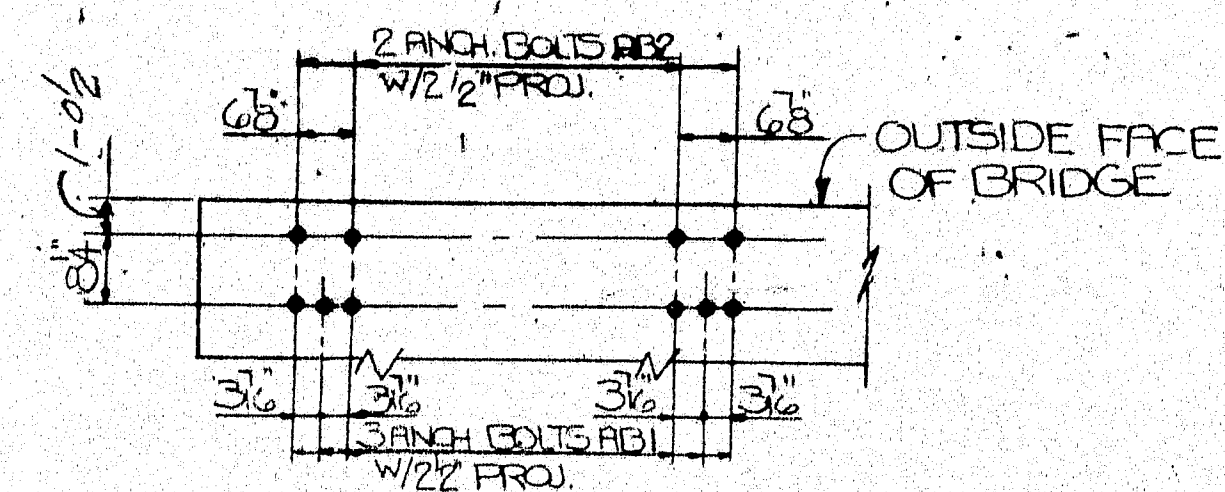 2 ANCH. BOLTS AB2
W/2 1/2" PROJ.
1'-0 1/2
6 7/8"
6 7/8"
OUTSIDE FACE
OF BRIDGE
8 1/4"
3 7/16"
3 7/16"
3 7/16"
3 7/16"
3 ANCH BOLTS AB1
W/2 1/2" PROJ.